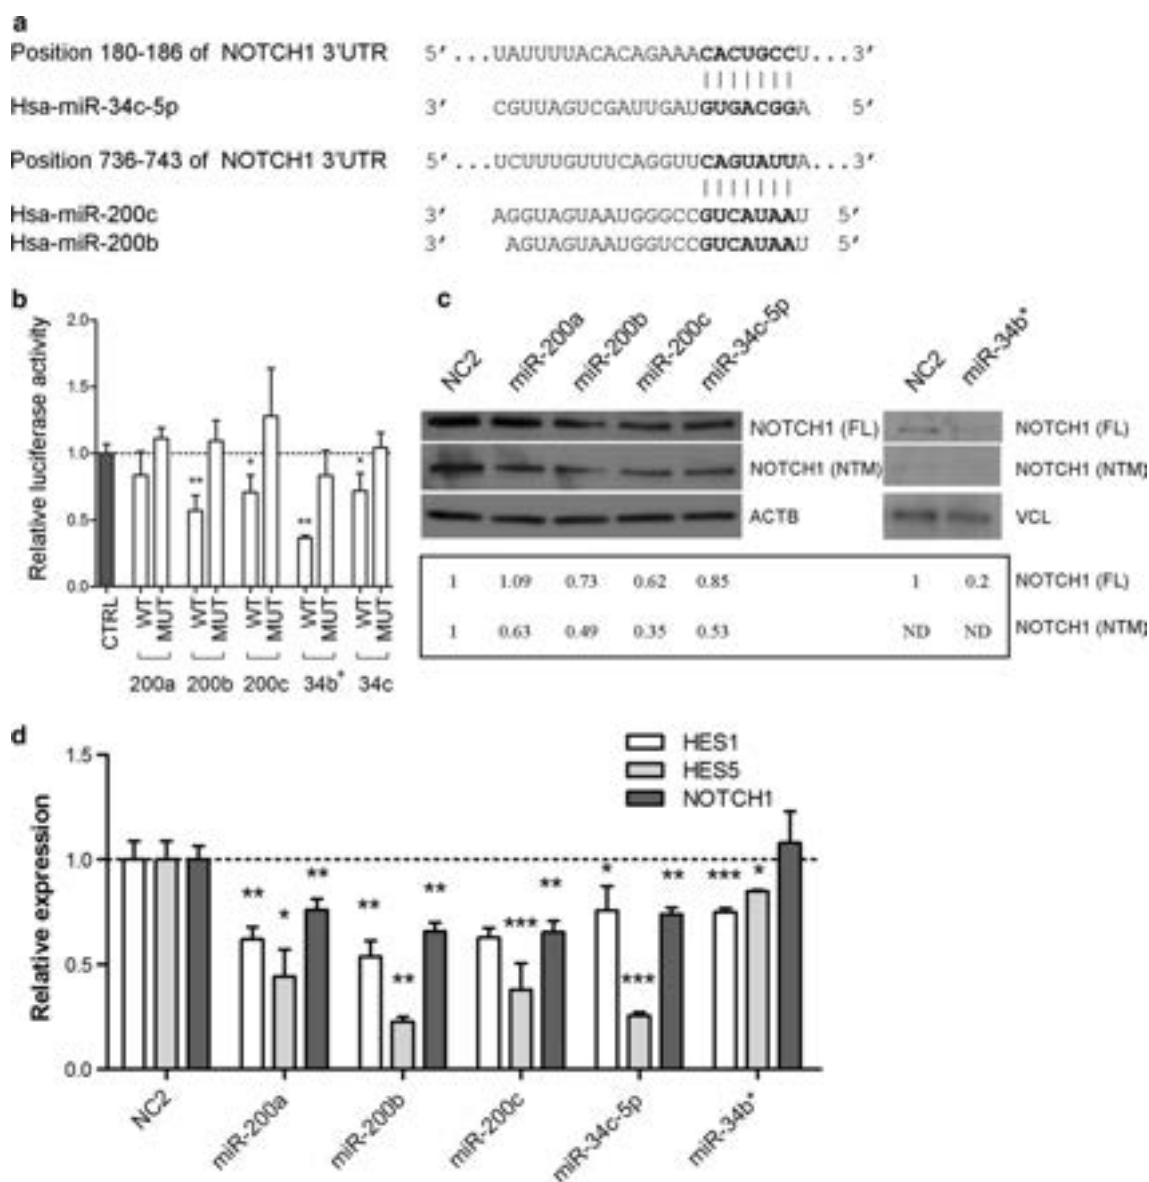 a
Position 180-186 of NOTCH1 3'UTR 5' ...UAUUUUACACAGAAACACUGCCU...3'
|||||||
Hsa-miR-34c-5p 3' CGUUAGUCGAUUGAUGUGACGGA 5'
Position 736-743 of NOTCH1 3'UTR 5' ...UCUUUGUUUCAGGUUCAGUAUUA...3'
|||||||
Hsa-miR-200c 3' AGGUAGUAAUGGGCCGUCAUAAU 5'
Hsa-miR-200b 3' AGUAGUAAUGGUCCGUCAUAAU 5'
b
Relative luciferase activity
2.0
1.5
1.0
0.5
0.0
** * ** *
CTRL WT MUT WT MUT WT MUT WT MUT WT MUT
200a 200b 200c 34b* 34c
c
NC2 miR-200a miR-200b miR-200c miR-34c-5p NC2 miR-34b*
NOTCH1 (FL) NOTCH1 (FL)
NOTCH1 (NTM) NOTCH1 (NTM)
ACTB VCL
1 1.09 0.73 0.62 0.85 1 0.2 NOTCH1 (FL)
1 0.63 0.49 0.35 0.53 ND ND NOTCH1 (NTM)
d
Relative expression
1.5
1.0
0.5
0.0
HES1
HES5
NOTCH1
** * ** ** ** ** *** ** * *** ** *** *
NC2 miR-200a miR-200b miR-200c miR-34c-5p miR-34b*